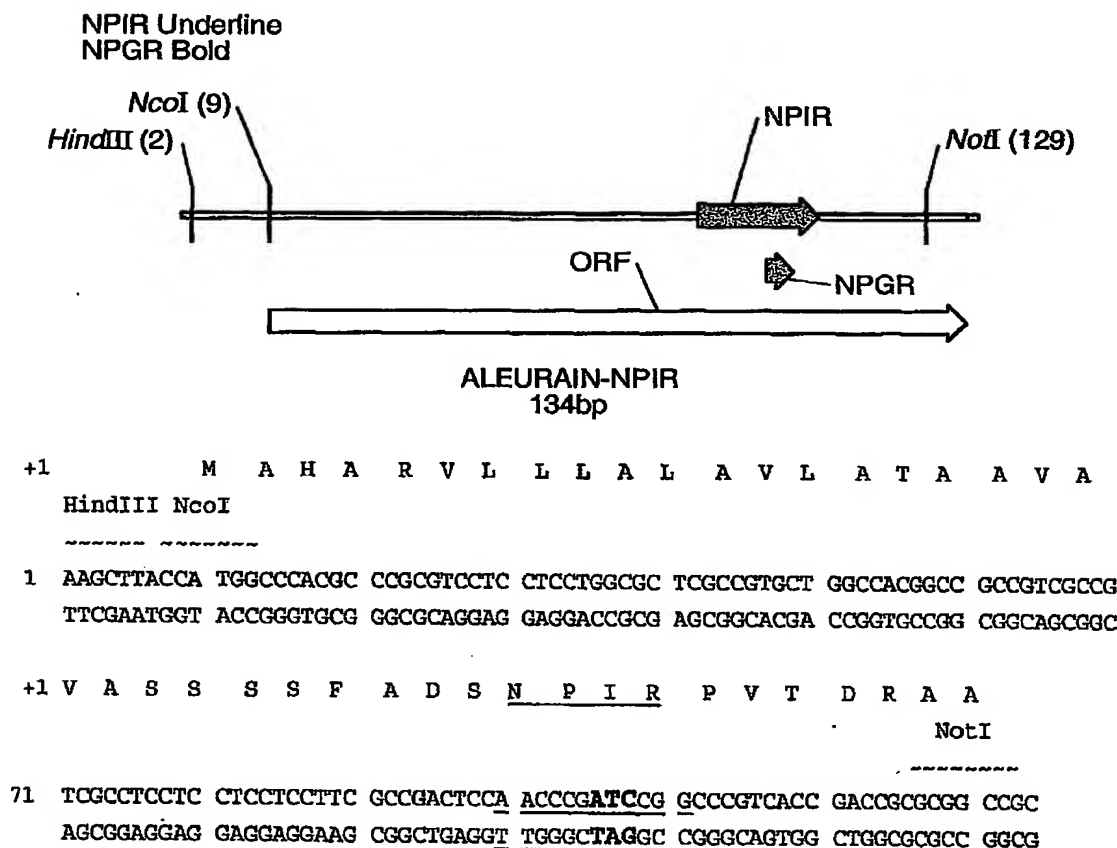 NPIR Underline
NPGR Bold
NcoI (9)
HindIII (2)
NPIR
NotI (129)
ORF
NPGR
ALEURAIN-NPIR
134bp
+1 M A H A R V L L L A L A V L A T A A V A
HindIII NcoI
~~~~~~ ~~~~~~~
1 AAGCTTACCA TGGCCCACGC CCGCGTCCTC CTCCTGGCGC TCGCCGTGCT GGCCACGGCC GCCGTCGCCG
TTCGAATGGT ACCGGGTGCG GGCGCAGGAG GAGGACCGCG AGCGGCACGA CCGGTGCCGG CGGCAGCGGC
+1 V A S S S S F A D S N P I R P V T D R A A
NotI
~~~~~~~~
71 TCGCCTCCTC CTCCTCCTTC GCCGACTCCA ACCCGATCCG GCCCGTCACC GACCGCGCGG CCGC
AGCGGAGGAG GAGGAGGAAG CGGCTGAGGT TGGGCTAGGC CGGGCAGTGG CTGGCGCGCC GGCG